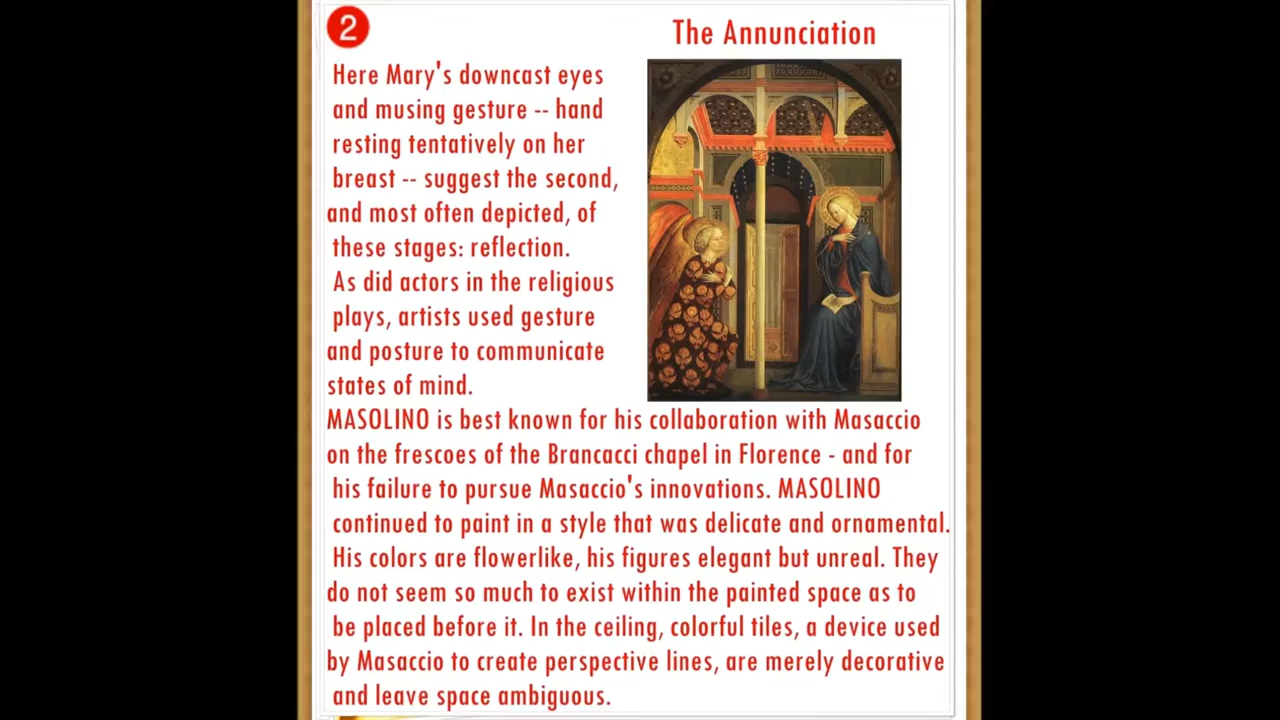 2
The Annunciation
Here Mary's downcast eyes
and musing gesture -- hand
resting tentatively on her
breast -- suggest the second,
and most often depicted, of
these stages: reflection.
As did actors in the religious
plays, artists used gesture
and posture to communicate
states of mind.
MASOLINO is best known for his collaboration with Masaccio
on the frescoes of the Brancacci chapel in Florence - and for
his failure to pursue Masaccio's innovations. MASOLINO
continued to paint in a style that was delicate and ornamental.
His colors are flowerlike, his figures elegant but unreal. They
do not seem so much to exist within the painted space as to
be placed before it. In the ceiling, colorful tiles, a device used
by Masaccio to create perspective lines, are merely decorative
and leave space ambiguous.